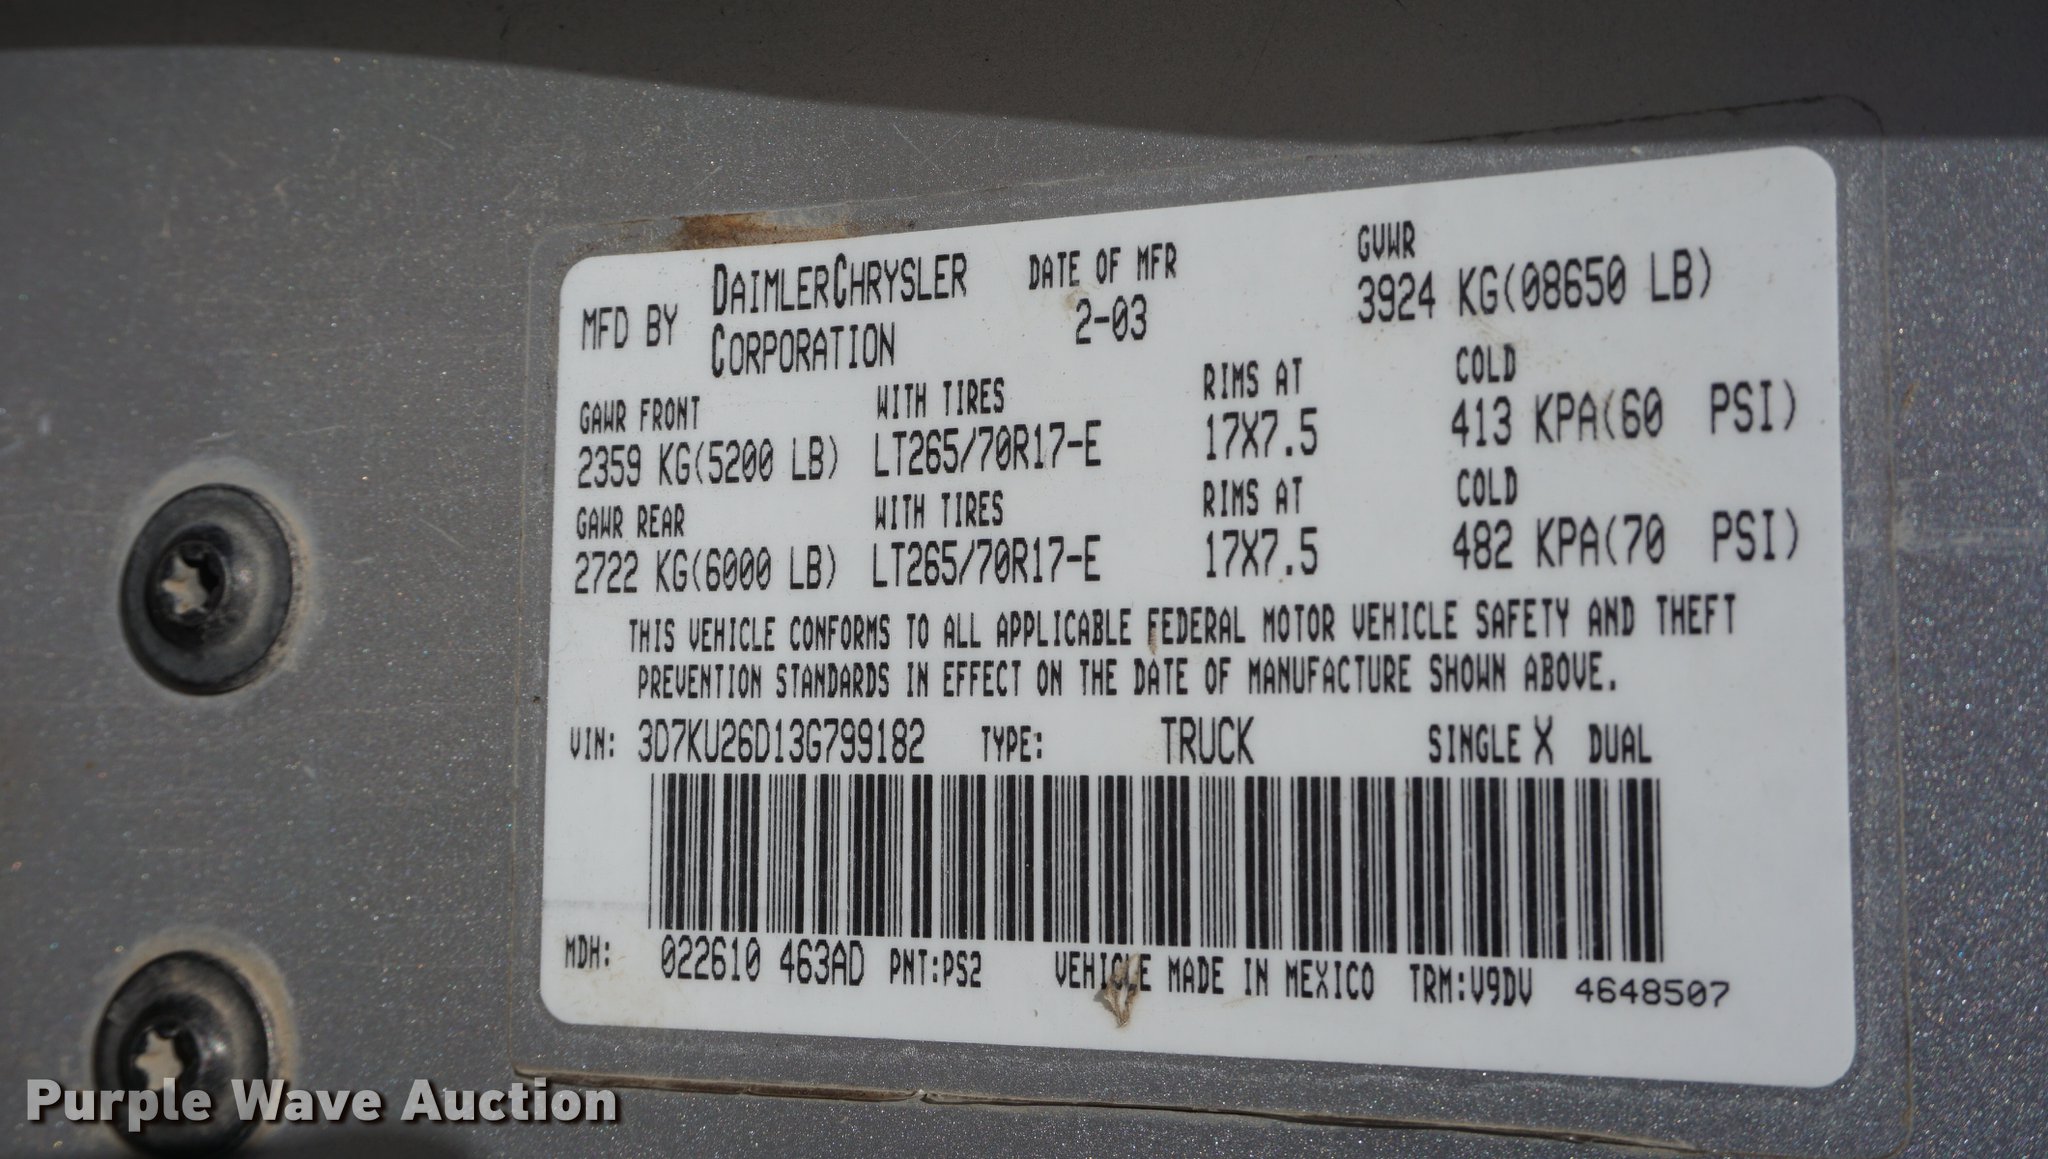 MFD BY DAIMLERCHRYSLER CORPORATION
DATE OF MFR
2-03
GVWR
3924 KG(08650 LB)
GAWR FRONT WITH TIRES RIMS AT COLD
2359 KG(5200 LB) LT265/70R17-E 17X7.5 413 KPA(60 PSI)
GAWR REAR WITH TIRES RIMS AT COLD
2722 KG(6000 LB) LT265/70R17-E 17X7.5 482 KPA(70 PSI)
THIS VEHICLE CONFORMS TO ALL APPLICABLE FEDERAL MOTOR VEHICLE SAFETY AND THEFT
PREVENTION STANDARDS IN EFFECT ON THE DATE OF MANUFACTURE SHOWN ABOVE.
VIN: 3D7KU26D13G799182 TYPE: TRUCK SINGLE X DUAL
MDH: 022610 463AD PNT:PS2 VEHICLE MADE IN MEXICO TRM:V9DV 4648507
Purple Wave Auction